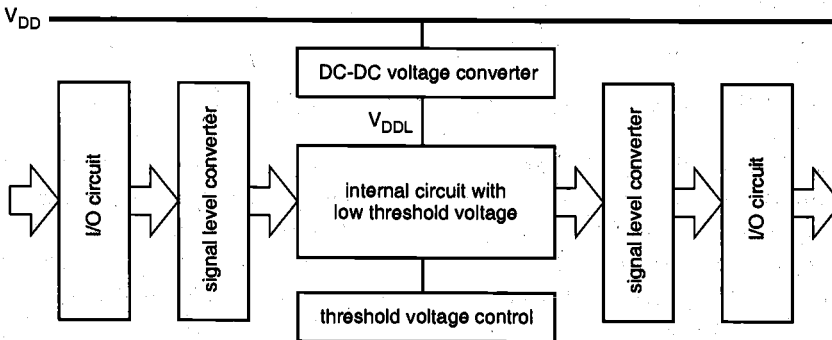 V_DD
DC-DC voltage converter
V_DDL
I/O circuit
signal level converter
internal circuit with
low threshold voltage
signal level converter
I/O circuit
threshold voltage control